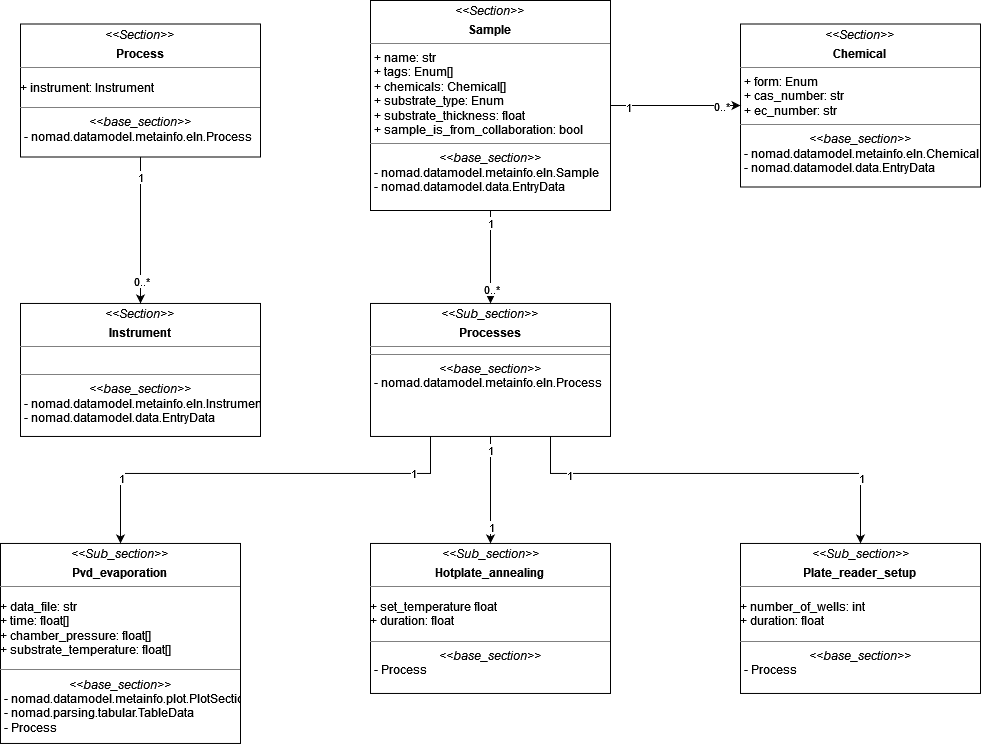 <<Section>>
Process
+ instrument: Instrument
<<base_section>>
- nomad.datamodel.metainfo.eln.Process
<<Section>>
Sample
+ name: str
+ tags: Enum[]
+ chemicals: Chemical[]
+ substrate_type: Enum
+ substrate_thickness: float
+ sample_is_from_collaboration: bool
<<base_section>>
- nomad.datamodel.metainfo.eln.Sample
- nomad.datamodel.data.EntryData
<<Section>>
Chemical
+ form: Enum
+ cas_number: str
+ ec_number: str
<<base_section>>
- nomad.datamodel.metainfo.eln.Chemical
- nomad.datamodel.data.EntryData
1
0..*
1
0..*
1
0..*
<<Section>>
Instrument
<<base_section>>
- nomad.datamodel.metainfo.eln.Instrumen
- nomad.datamodel.data.EntryData
<<Sub_section>>
Processes
<<base_section>>
- nomad.datamodel.metainfo.eln.Process
1
1
1
1
1
1
<<Sub_section>>
Pvd_evaporation
+ data_file: str
+ time: float[]
+ chamber_pressure: float[]
+ substrate_temperature: float[]
<<base_section>>
- nomad.datamodel.metainfo.plot.PlotSectio
- nomad.parsing.tabular.TableData
- Process
<<Sub_section>>
Hotplate_annealing
+ set_temperature float
+ duration: float
<<base_section>>
- Process
<<Sub_section>>
Plate_reader_setup
+ number_of_wells: int
+ duration: float
<<base_section>>
- Process